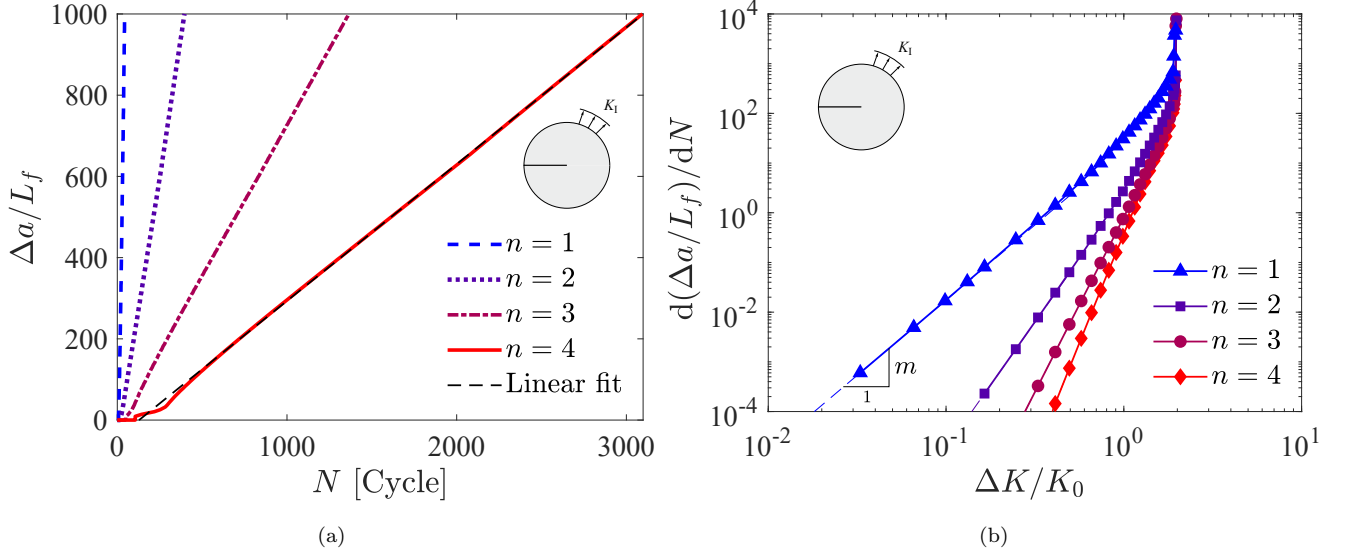 1000
800
600
400
200
0
Δa/L_f
0
1000
2000
3000
N [Cycle]
K_I
n = 1
n = 2
n = 3
n = 4
Linear fit
(a)
10^4
10^2
10^0
10^-2
10^-4
d(Δa/L_f)/dN
10^-2
10^-1
10^0
10^1
ΔK/K_0
K_I
m
1
n = 1
n = 2
n = 3
n = 4
(b)